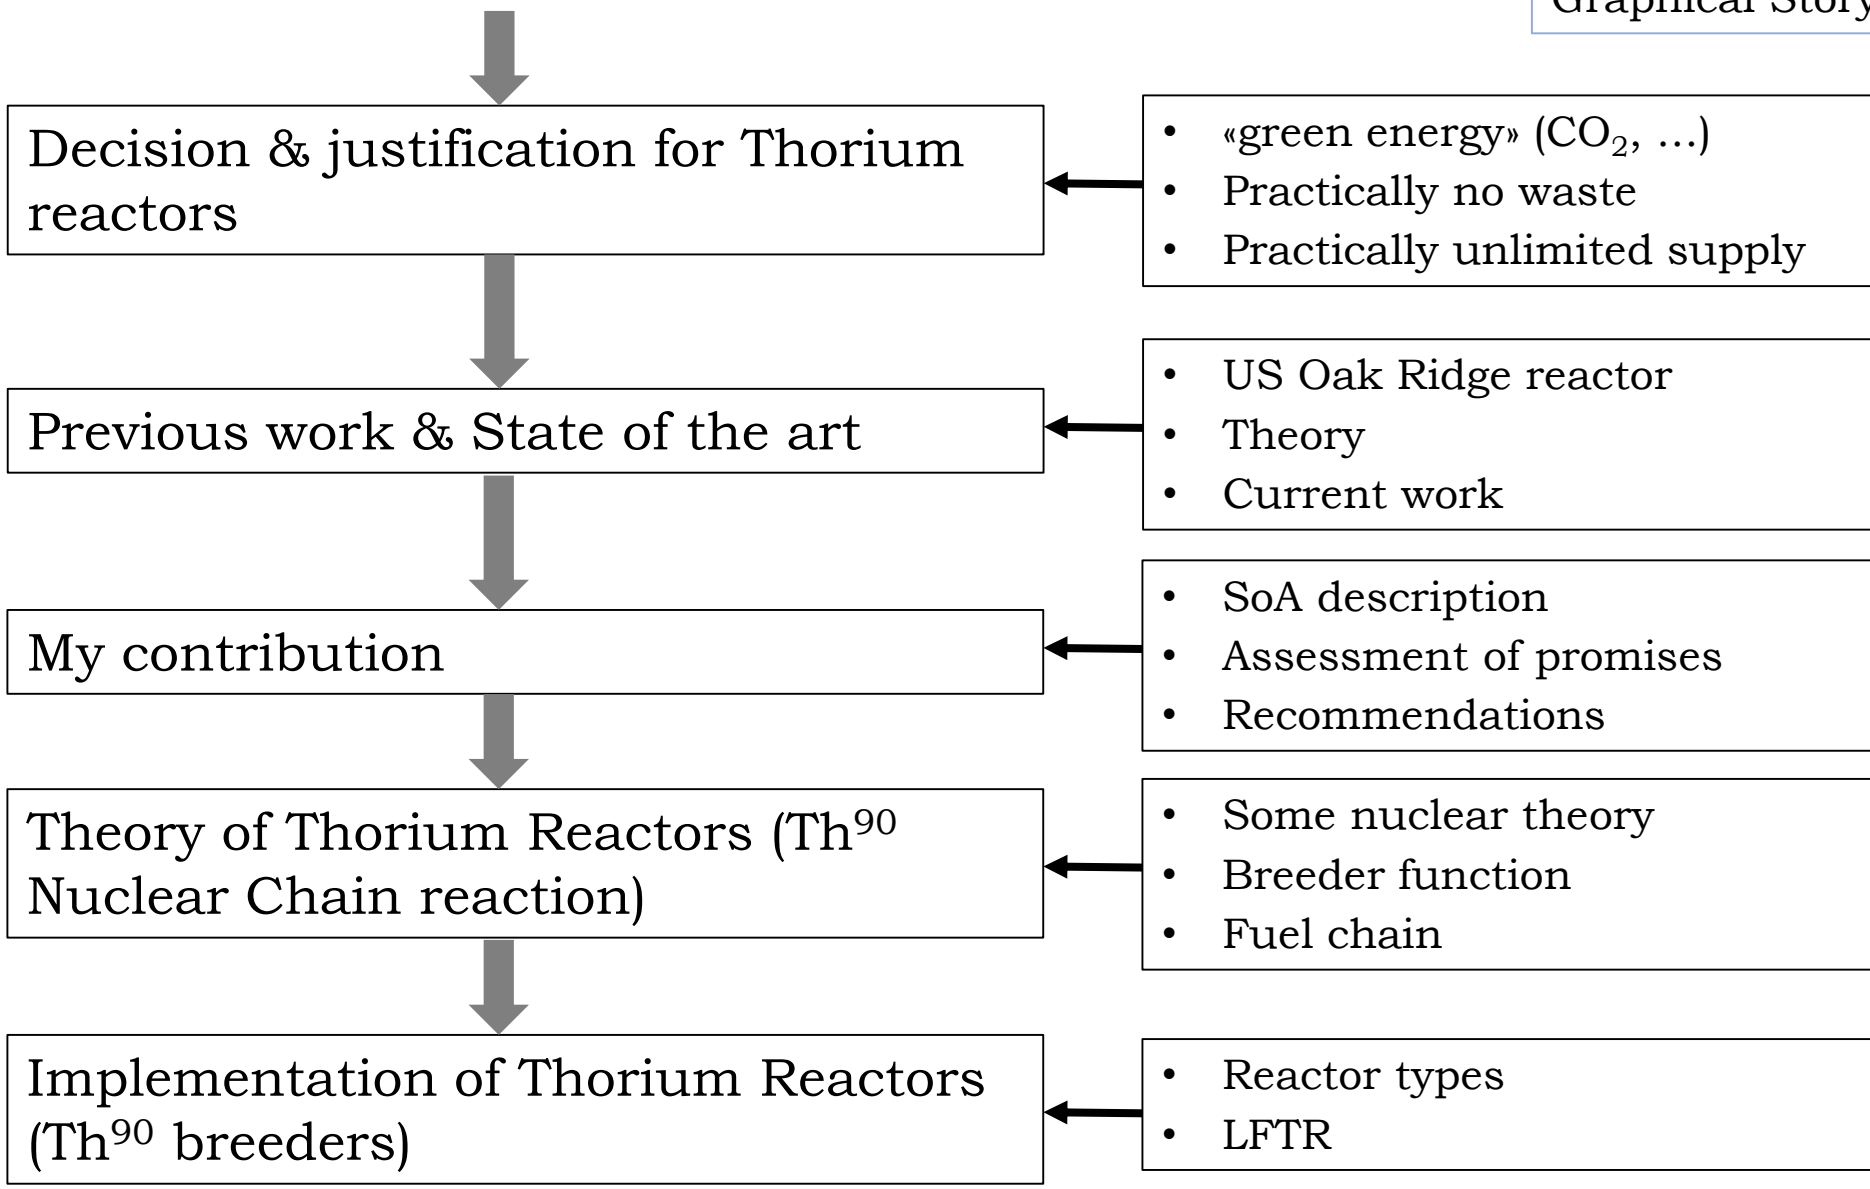 Graphical Story
Decision & justification for Thorium
reactors
• «green energy» (CO₂, …)
• Practically no waste
• Practically unlimited supply
Previous work & State of the art
• US Oak Ridge reactor
• Theory
• Current work
My contribution
• SoA description
• Assessment of promises
• Recommendations
Theory of Thorium Reactors (Th⁹⁰
Nuclear Chain reaction)
• Some nuclear theory
• Breeder function
• Fuel chain
Implementation of Thorium Reactors
(Th⁹⁰ breeders)
• Reactor types
• LFTR